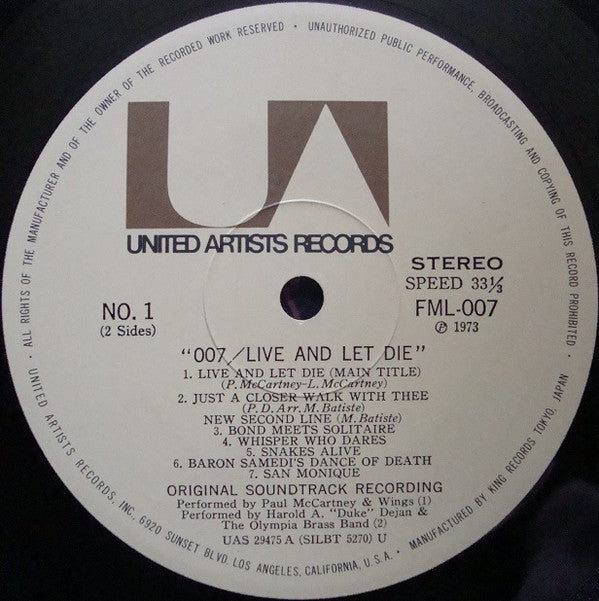 UA
UNITED ARTISTS RECORDS
STEREO
SPEED 33⅓
NO. 1
(2 Sides)
FML-007
Ⓟ 1973
"007/LIVE AND LET DIE"
1. LIVE AND LET DIE (MAIN TITLE)
(P. McCartney-L. McCartney)
2. JUST A CLOSER WALK WITH THEE
(P. D. Arr. M. Batiste)
NEW SECOND LINE (M. Batiste)
3. BOND MEETS SOLITAIRE
4. WHISPER WHO DARES
5. SNAKES ALIVE
6. BARON SAMEDI'S DANCE OF DEATH
7. SAN MONIQUE
ORIGINAL SOUNDTRACK RECORDING
Performed by Paul McCartney & Wings (1)
Performed by Harold A. "Duke" Dejan &
The Olympia Brass Band (2)
UAS 29475 A (SILBT 5270) U
• ALL RIGHTS OF THE MANUFACTURER AND OF THE OWNER OF THE RECORDED WORK RESERVED • UNAUTHORIZED PUBLIC PERFORMANCE, BROADCASTING AND COPYING OF THIS RECORD PROHIBITED •
UNITED ARTISTS RECORDS, INC., 6920 SUNSET BLVD. LOS ANGELES, CALIFORNIA, U.S.A. • MANUFACTURED BY KING RECORDS TOKYO, JAPAN